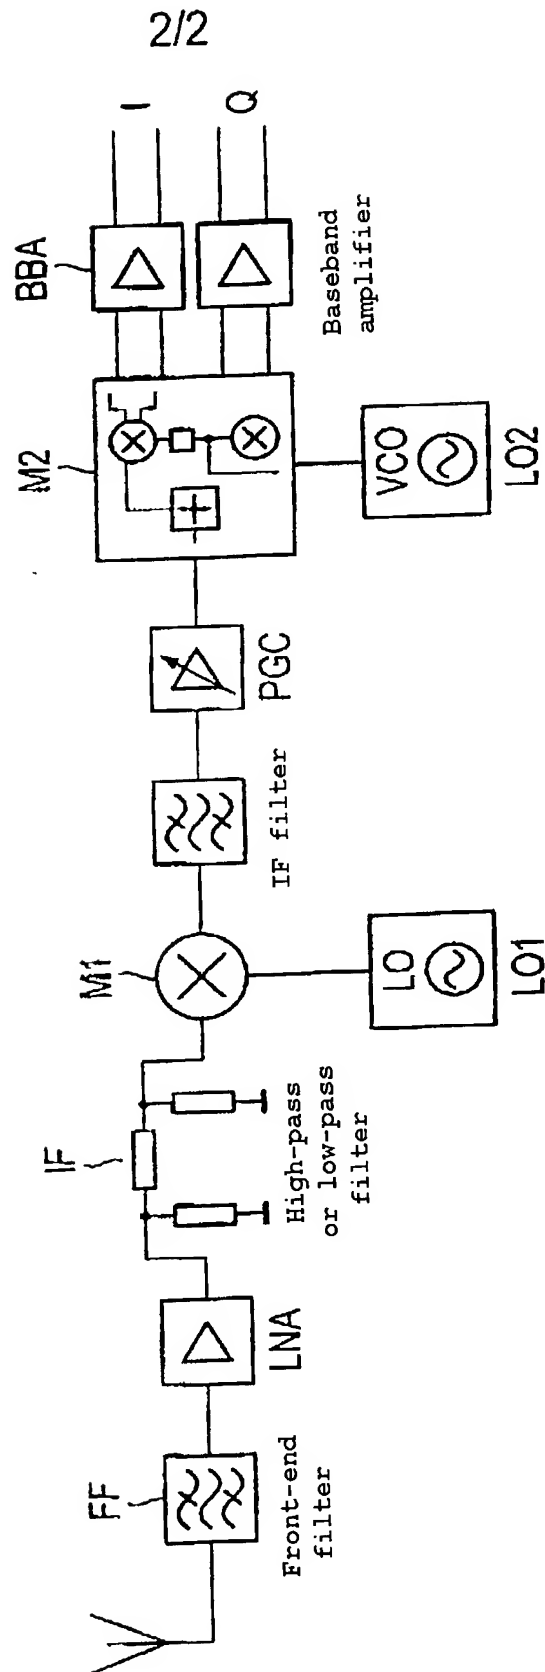 2/2
FF
Front-end
filter
LNA
IF
High-pass
or low-pass
filter
M1
LO
LO1
IF filter
PGC
M2
VCO
LO2
BBA
Baseband
amplifier
I
Q